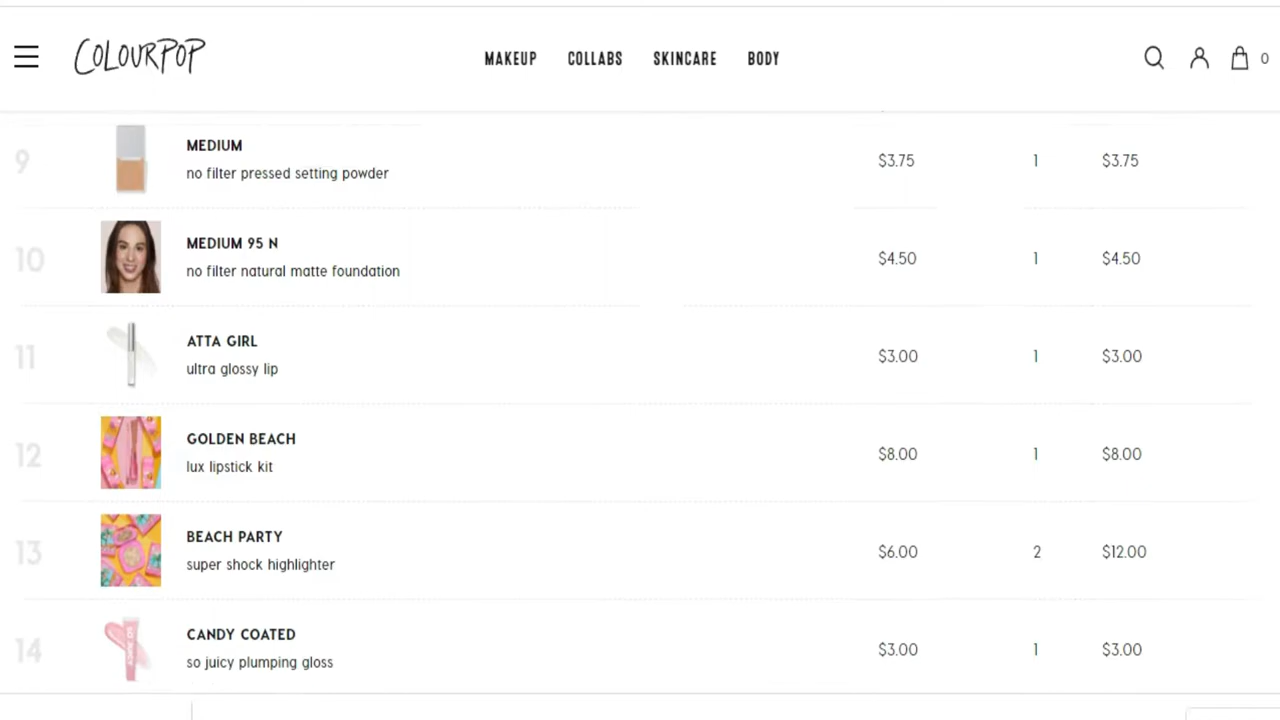 COLOURPOP
MAKEUP COLLABS SKINCARE BODY
0
9
MEDIUM
no filter pressed setting powder
$3.75 1 $3.75
10
MEDIUM 95 N
no filter natural matte foundation
$4.50 1 $4.50
11
ATTA GIRL
ultra glossy lip
$3.00 1 $3.00
12
GOLDEN BEACH
lux lipstick kit
$8.00 1 $8.00
13
BEACH PARTY
super shock highlighter
$6.00 2 $12.00
14
CANDY COATED
so juicy plumping gloss
$3.00 1 $3.00